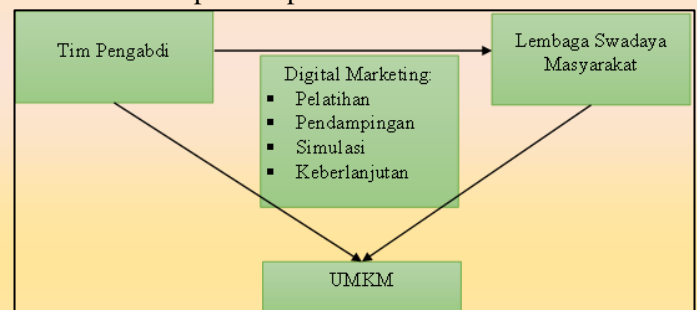 Tim Pengabdi
Lembaga Swadaya
Masyarakat
Digital Marketing:
▪ Pelatihan
▪ Pendampingan
▪ Simulasi
▪ Keberlanjutan
UMKM